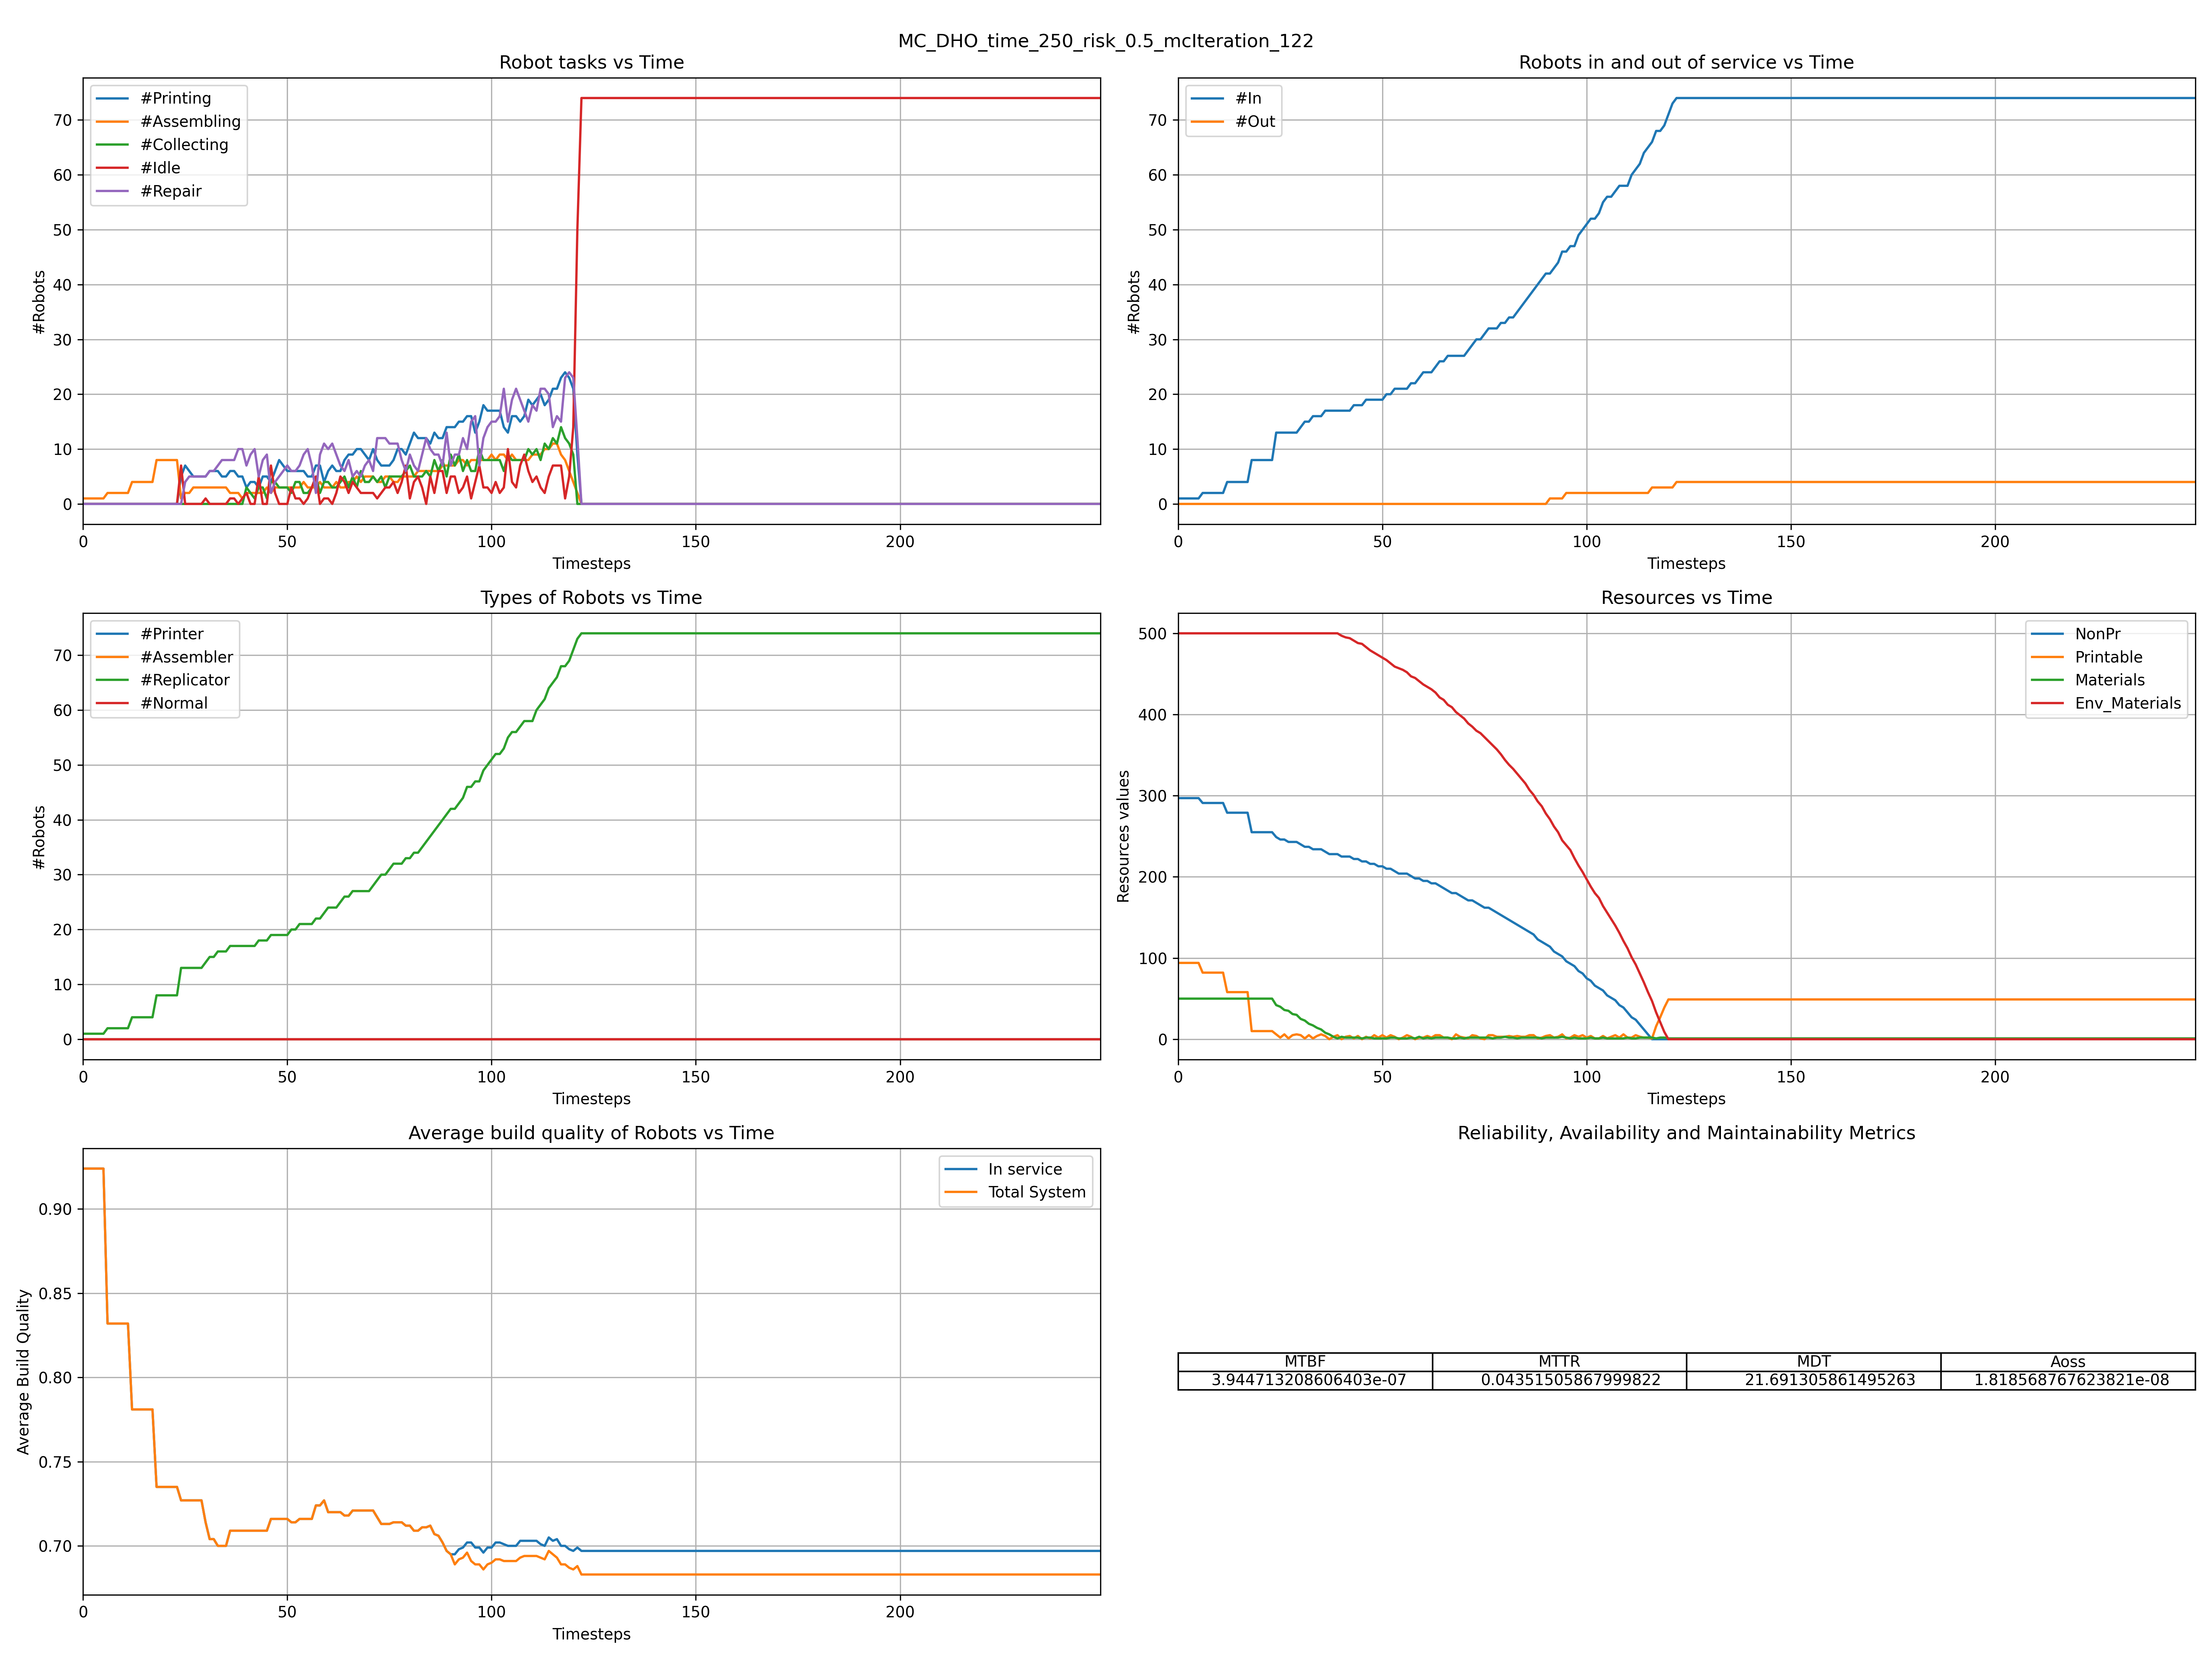 MC_DHO_time_250_risk_0.5_mcIteration_122
Robot tasks vs Time
#Printing
#Assembling
#Collecting
#Idle
#Repair
70
60
50
40
30
20
10
0
#Robots
0 50 100 150 200
Timesteps
Robots in and out of service vs Time
#In
#Out
70
60
50
40
30
20
10
0
#Robots
0 50 100 150 200
Timesteps
Types of Robots vs Time
#Printer
#Assembler
#Replicator
#Normal
70
60
50
40
30
20
10
0
#Robots
0 50 100 150 200
Timesteps
Resources vs Time
NonPr
Printable
Materials
Env_Materials
500
400
300
200
100
0
Resources values
0 50 100 150 200
Timesteps
Average build quality of Robots vs Time
In service
Total System
0.90
0.85
0.80
0.75
0.70
Average Build Quality
0 50 100 150 200
Timesteps
Reliability, Availability and Maintainability Metrics
MTBF MTTR MDT Aoss
3.944713208606403e-07 0.04351505867999822 21.691305861495263 1.818568767623821e-08